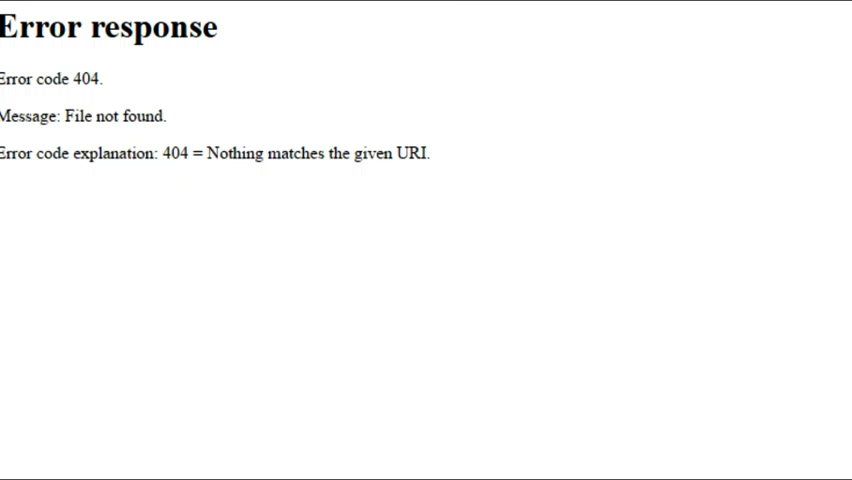 Error response
Error code 404.
Message: File not found.
Error code explanation: 404 = Nothing matches the given URI.